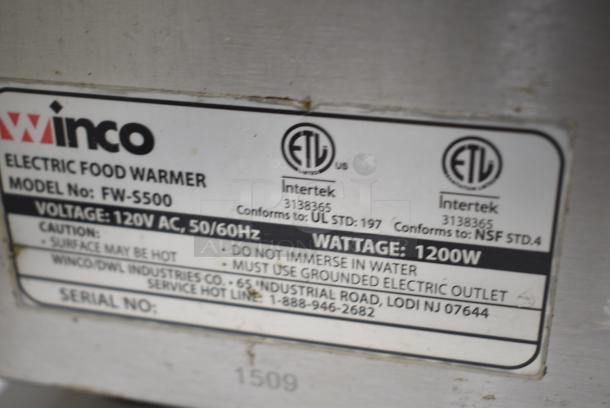 Winco
ELECTRIC FOOD WARMER
MODEL No: FW-S500
ETL US
Intertek
3138365
Conforms to: UL STD: 197
ETL
Intertek
3138365
Conforms to: NSF STD.4
VOLTAGE: 120V AC, 50/60Hz WATTAGE: 1200W
CAUTION:
• SURFACE MAY BE HOT • DO NOT IMMERSE IN WATER
• MUST USE GROUNDED ELECTRIC OUTLET
WINCO/DWL INDUSTRIES CO. • 65 INDUSTRIAL ROAD, LODI NJ 07644
SERVICE HOT LINE: 1-888-946-2682
SERIAL NO:
1509